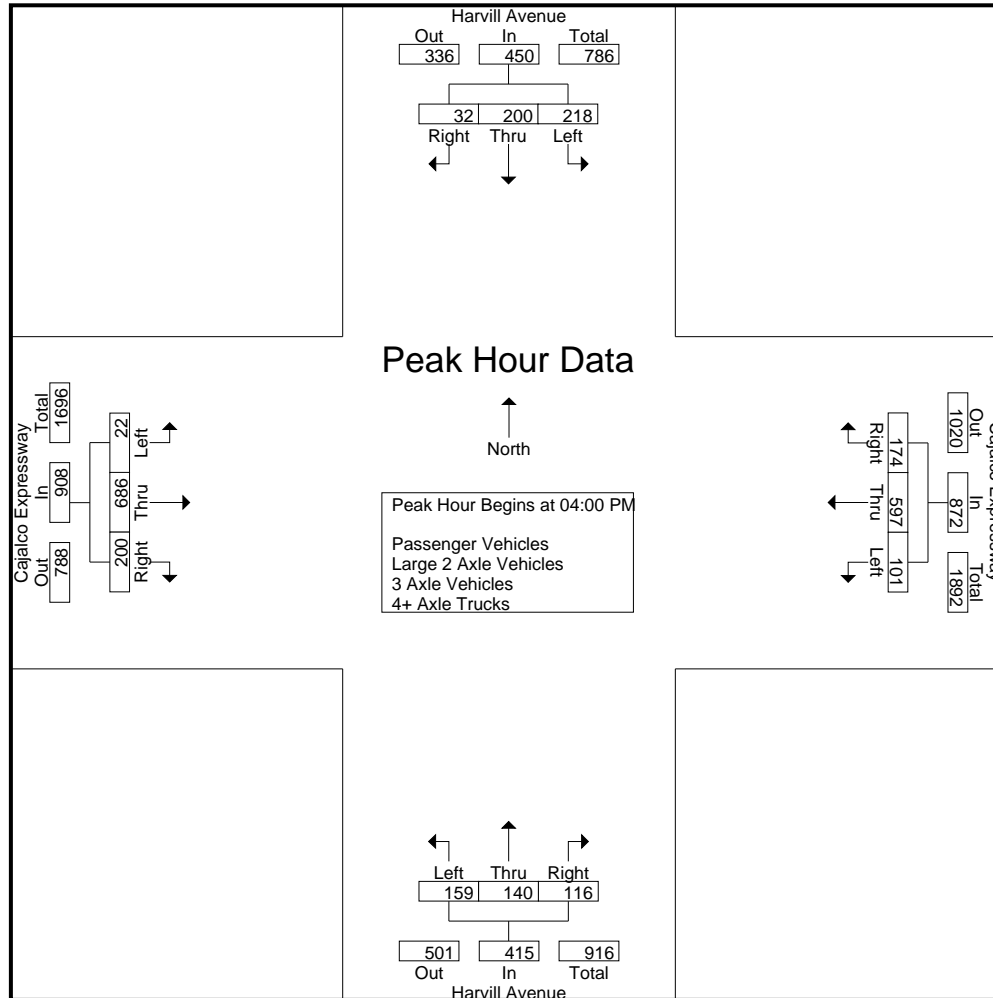 Harvill Avenue
Out In Total
336 450 786
32 200 218
Right Thru Left
Peak Hour Data
North
Peak Hour Begins at 04:00 PM
Passenger Vehicles
Large 2 Axle Vehicles
3 Axle Vehicles
4+ Axle Trucks
Cajalco Expressway
Out In Total
788 908 1696
200 686 22
Right Thru Left
Cajalco Expressway
Out In Total
1020 872 1892
174 597 101
Right Thru Left
Left Thru Right
159 140 116
501 415 916
Out In Total
Harvill Avenue